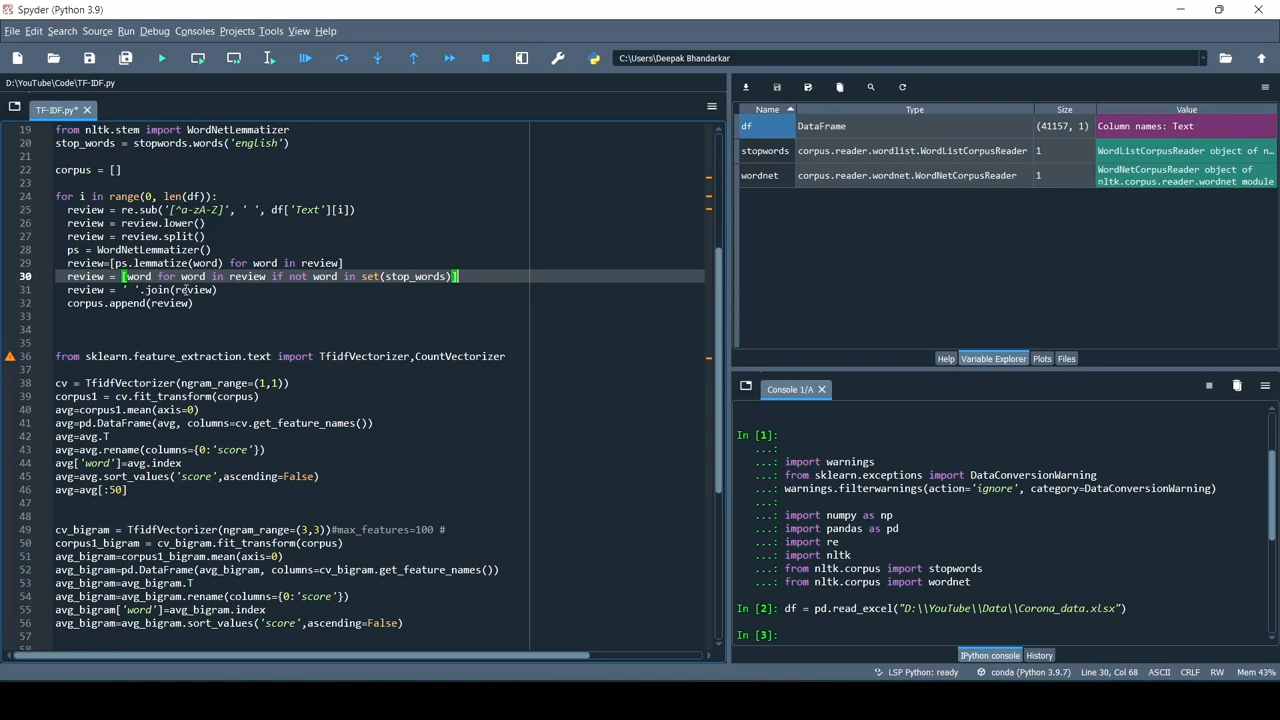 Spyder (Python 3.9)
File Edit Search Source Run Debug Consoles Projects Tools View Help
C:\Users\Deepak Bhandarkar
D:\YouTube\Code\TF-IDF.py
TF-IDF.py*
19 from nltk.stem import WordNetLemmatizer
20 stop_words = stopwords.words('english')
21
22 corpus = []
23
24 for i in range(0, len(df)):
25 review = re.sub('[^a-zA-Z]', ' ', df['Text'][i])
26 review = review.lower()
27 review = review.split()
28 ps = WordNetLemmatizer()
29 review=[ps.lemmatize(word) for word in review]
30 review = [word for word in review if not word in set(stop_words)]
31 review = ' '.join(review)
32 corpus.append(review)
33
34
35
36 from sklearn.feature_extraction.text import TfidfVectorizer,CountVectorizer
37
38 cv = TfidfVectorizer(ngram_range=(1,1))
39 corpus1 = cv.fit_transform(corpus)
40 avg=corpus1.mean(axis=0)
41 avg=pd.DataFrame(avg, columns=cv.get_feature_names())
42 avg=avg.T
43 avg=avg.rename(columns={0:'score'})
44 avg['word']=avg.index
45 avg=avg.sort_values('score',ascending=False)
46 avg=avg[:50]
47
48
49 cv_bigram = TfidfVectorizer(ngram_range=(3,3))#max_features=100 #
50 corpus1_bigram = cv_bigram.fit_transform(corpus)
51 avg_bigram=corpus1_bigram.mean(axis=0)
52 avg_bigram=pd.DataFrame(avg_bigram, columns=cv_bigram.get_feature_names())
53 avg_bigram=avg_bigram.T
54 avg_bigram=avg_bigram.rename(columns={0:'score'})
55 avg_bigram['word']=avg_bigram.index
56 avg_bigram=avg_bigram.sort_values('score',ascending=False)
57
58
Name Type Size Value
df DataFrame (41157, 1) Column names: Text
stopwords corpus.reader.wordlist.WordListCorpusReader 1 WordListCorpusReader object of n…
wordnet corpus.reader.wordnet.WordNetCorpusReader 1 WordNetCorpusReader object of
nltk.corpus.reader.wordnet module
Help Variable Explorer Plots Files
Console 1/A
In [1]:
...:
...: import warnings
...: from sklearn.exceptions import DataConversionWarning
...: warnings.filterwarnings(action='ignore', category=DataConversionWarning)
...:
...: import numpy as np
...: import pandas as pd
...: import re
...: import nltk
...: from nltk.corpus import stopwords
...: from nltk.corpus import wordnet
In [2]: df = pd.read_excel("D:\\YouTube\\Data\\Corona_data.xlsx")
In [3]:
IPython console History
LSP Python: ready conda (Python 3.9.7) Line 30, Col 68 ASCII CRLF RW Mem 43%